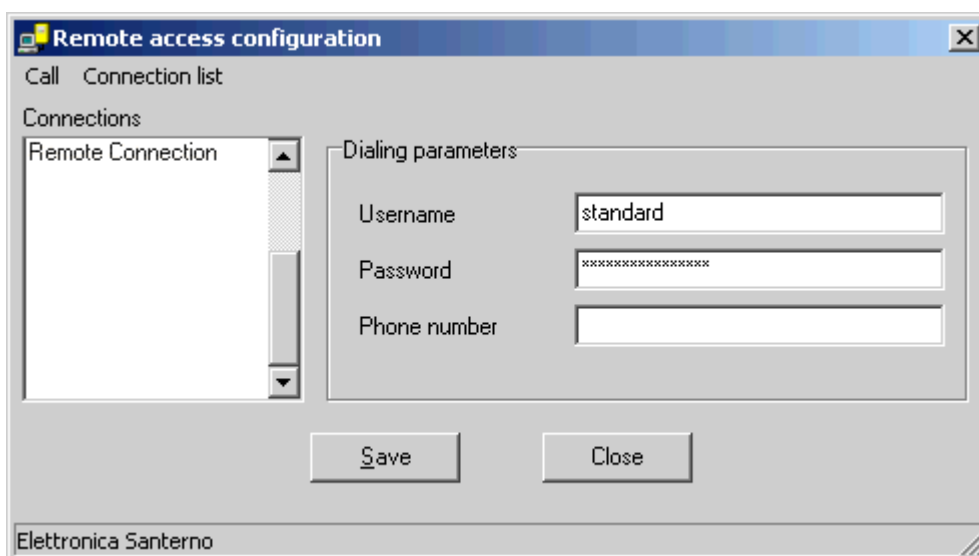 Remote access configuration
Call Connection list
Connections
Remote Connection
Dialing parameters
Username standard
Password ****************
Phone number
Save Close
Elettronica Santerno